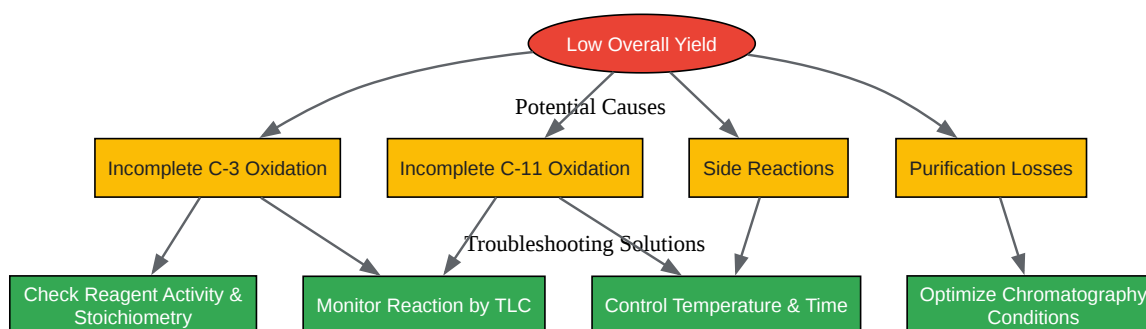 Low Overall Yield
Potential Causes
Incomplete C-3 Oxidation
Incomplete C-11 Oxidation
Side Reactions
Purification Losses
Troubleshooting Solutions
Check Reagent Activity &
Stoichiometry
Monitor Reaction by TLC
Control Temperature & Time
Optimize Chromatography
Conditions